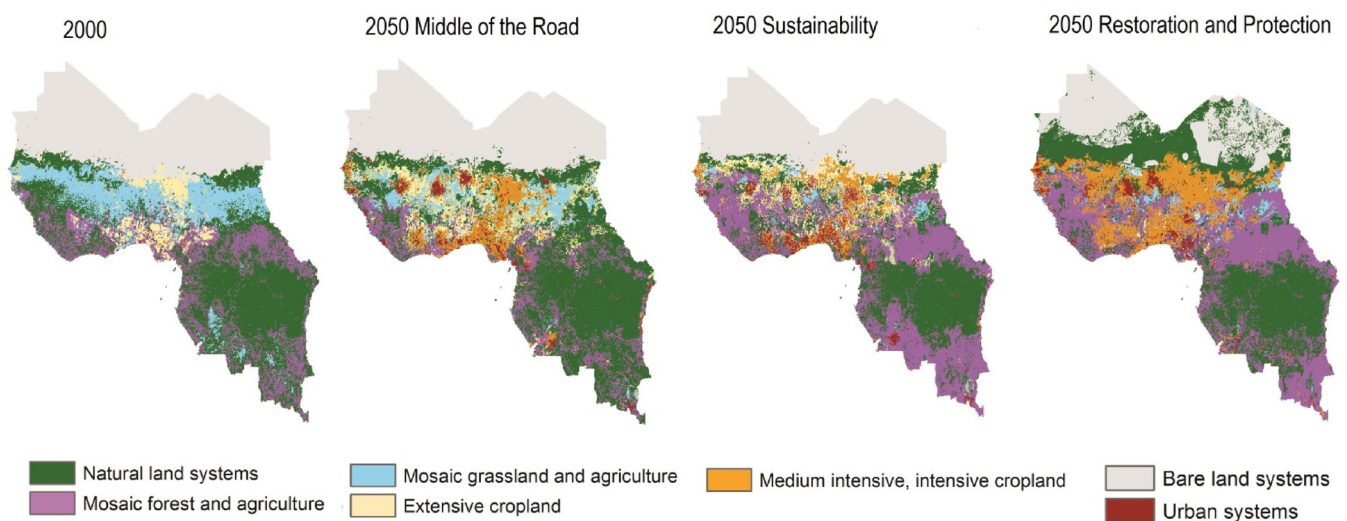 2000
2050 Middle of the Road
2050 Sustainability
2050 Restoration and Protection
Natural land systems
Mosaic forest and agriculture
Mosaic grassland and agriculture
Extensive cropland
Medium intensive, intensive cropland
Bare land systems
Urban systems